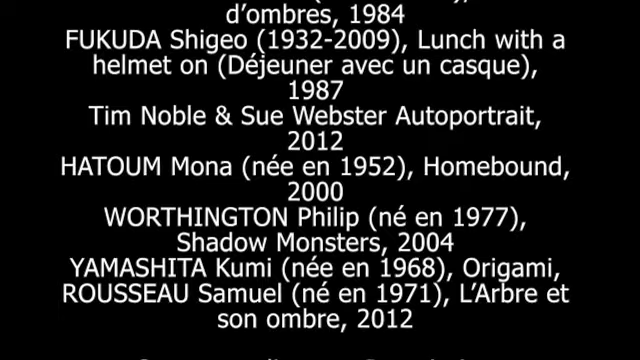 d’ombres, 1984
FUKUDA Shigeo (1932-2009), Lunch with a
helmet on (Déjeuner avec un casque),
1987
Tim Noble & Sue Webster Autoportrait,
2012
HATOUM Mona (née en 1952), Homebound,
2000
WORTHINGTON Philip (né en 1977),
Shadow Monsters, 2004
YAMASHITA Kumi (née en 1968), Origami,
ROUSSEAU Samuel (né en 1971), L’Arbre et
son ombre, 2012